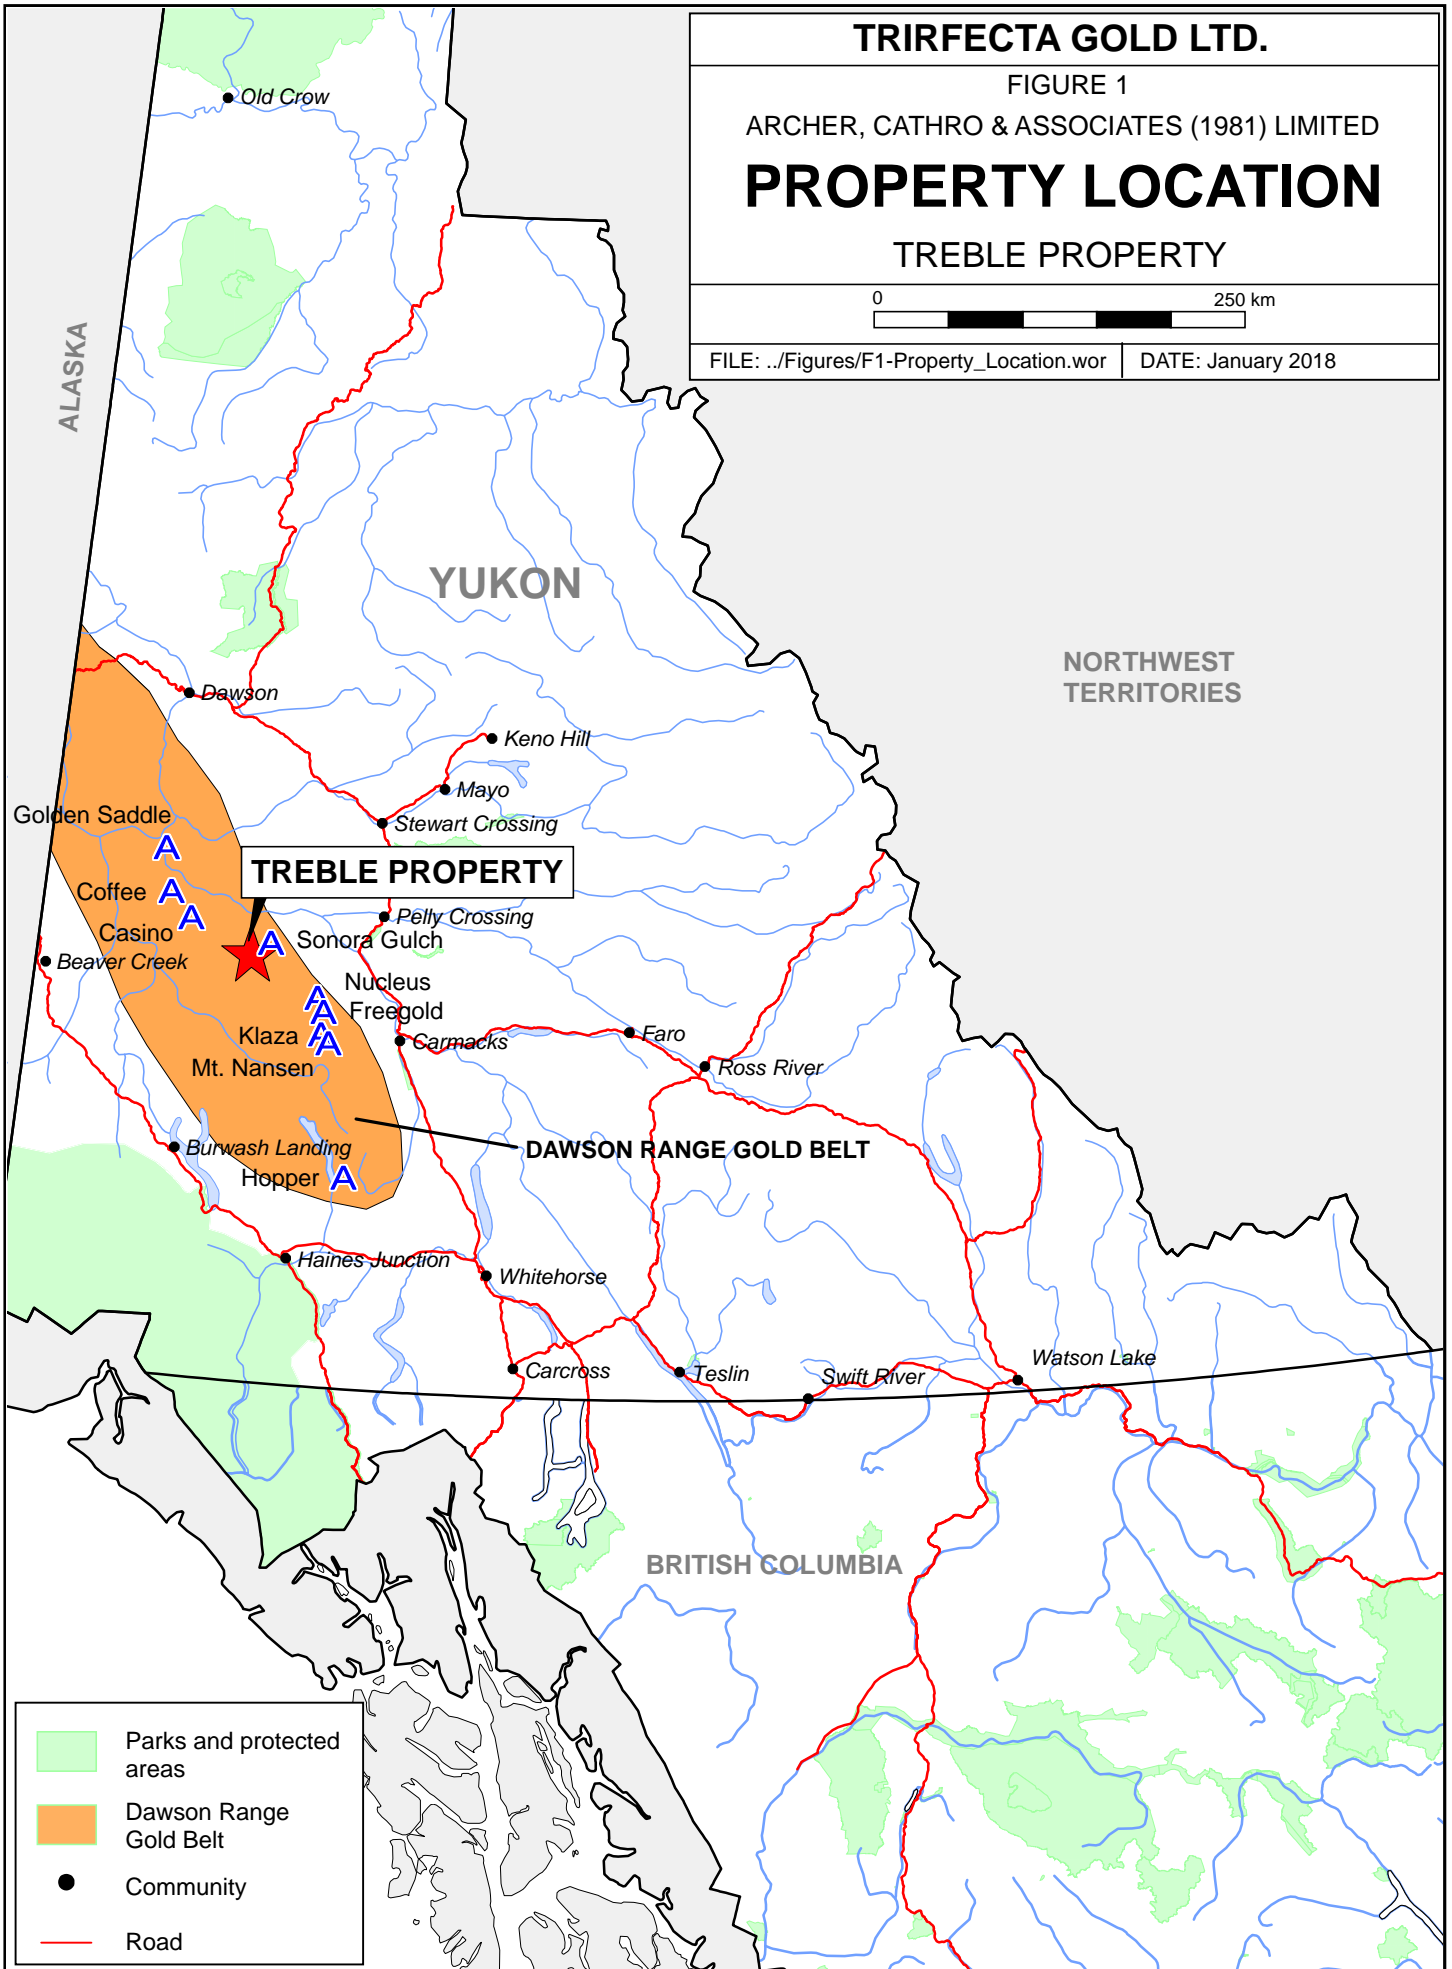 TRIRFECTA GOLD LTD.
FIGURE 1
ARCHER, CATHRO & ASSOCIATES (1981) LIMITED
PROPERTY LOCATION
TREBLE PROPERTY
0 250 km
FILE: ../Figures/F1-Property_Location.wor DATE: January 2018
Old Crow
ALASKA
YUKON
NORTHWEST
TERRITORIES
Dawson
Keno Hill
Mayo
Stewart Crossing
Golden Saddle
A
TREBLE PROPERTY
Coffee A
A
Casino
Pelly Crossing
A Sonora Gulch
Beaver Creek
Nucleus
A
Freegold
A
Klaza A
A
Mt. Nansen
Carmacks
Faro
Ross River
Burwash Landing
DAWSON RANGE GOLD BELT
Hopper A
Haines Junction
Whitehorse
Carcross
Teslin
Swift River
Watson Lake
BRITISH COLUMBIA
Parks and protected
areas
Dawson Range
Gold Belt
Community
Road